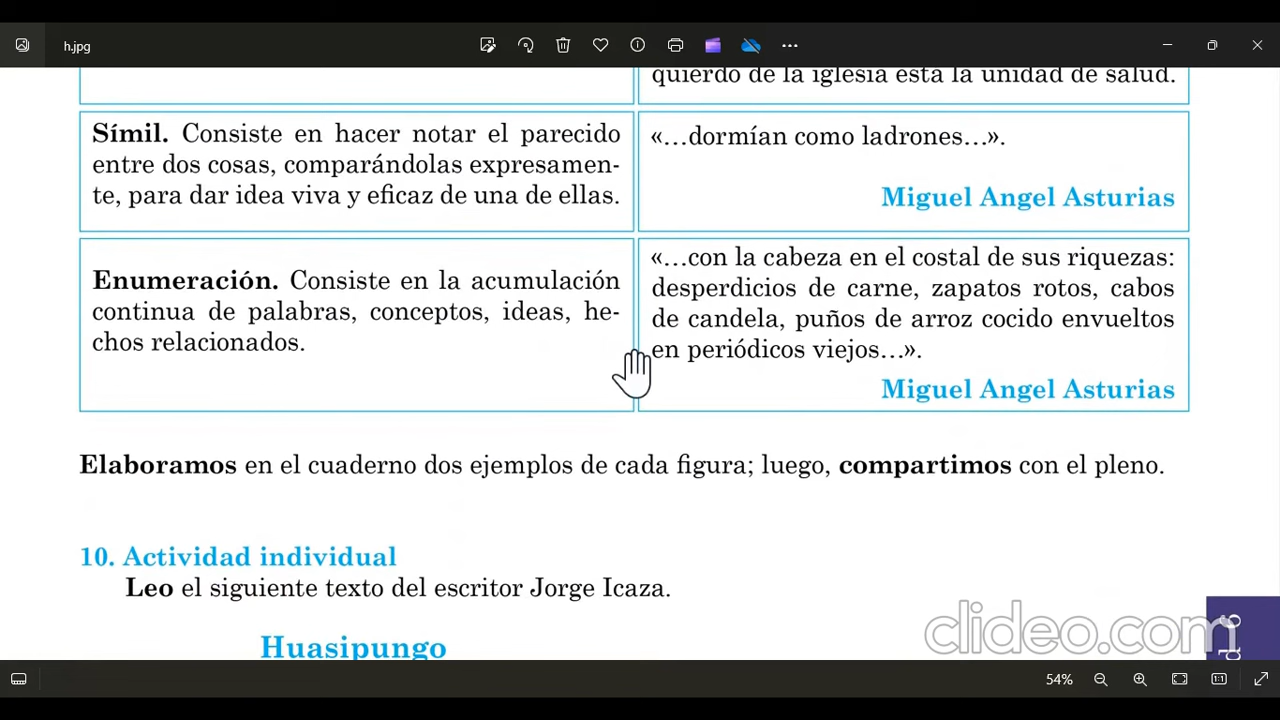 h.jpg
quierdo de la iglesia está la unidad de salud.
Símil. Consiste en hacer notar el parecido
entre dos cosas, comparándolas expresamen-
te, para dar idea viva y eficaz de una de ellas.
«…dormían como ladrones…».
Miguel Angel Asturias
Enumeración. Consiste en la acumulación
continua de palabras, conceptos, ideas, he-
chos relacionados.
«…con la cabeza en el costal de sus riquezas:
desperdicios de carne, zapatos rotos, cabos
de candela, puños de arroz cocido envueltos
en periódicos viejos…».
Miguel Angel Asturias
Elaboramos en el cuaderno dos ejemplos de cada figura; luego, compartimos con el pleno.
10. Actividad individual
Leo el siguiente texto del escritor Jorge Icaza.
Huasipungo
clideo.com
54%
1:1